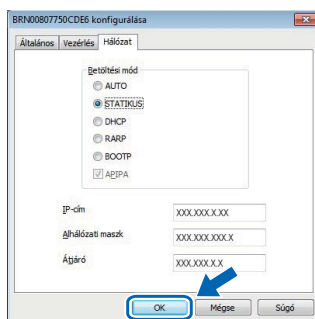 BRN00807750CDE6 konfigurálása
Általános Vezérlés Hálózat
Betöltési mód
AUTO
STATIKUS
DHCP
RARP
BOOTP
APIPA
IP-cím XXX.XXX.X.XX
Alhálózati maszk XXX.XXX.XXX.X
Átjáró XXX.XXX.X.X
OK Mégse Súgó